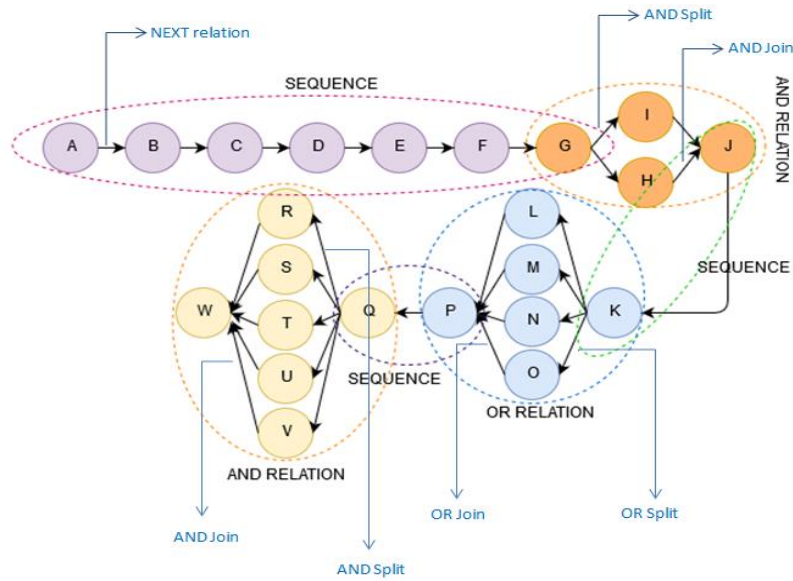 AND Split
NEXT relation
AND Join
SEQUENCE
AND RELATION
A B C D E F G I H J
SEQUENCE
R S T U V W Q
L M N O P K
SEQUENCE
OR RELATION
AND RELATION
OR Join
OR Split
AND Join
AND Split